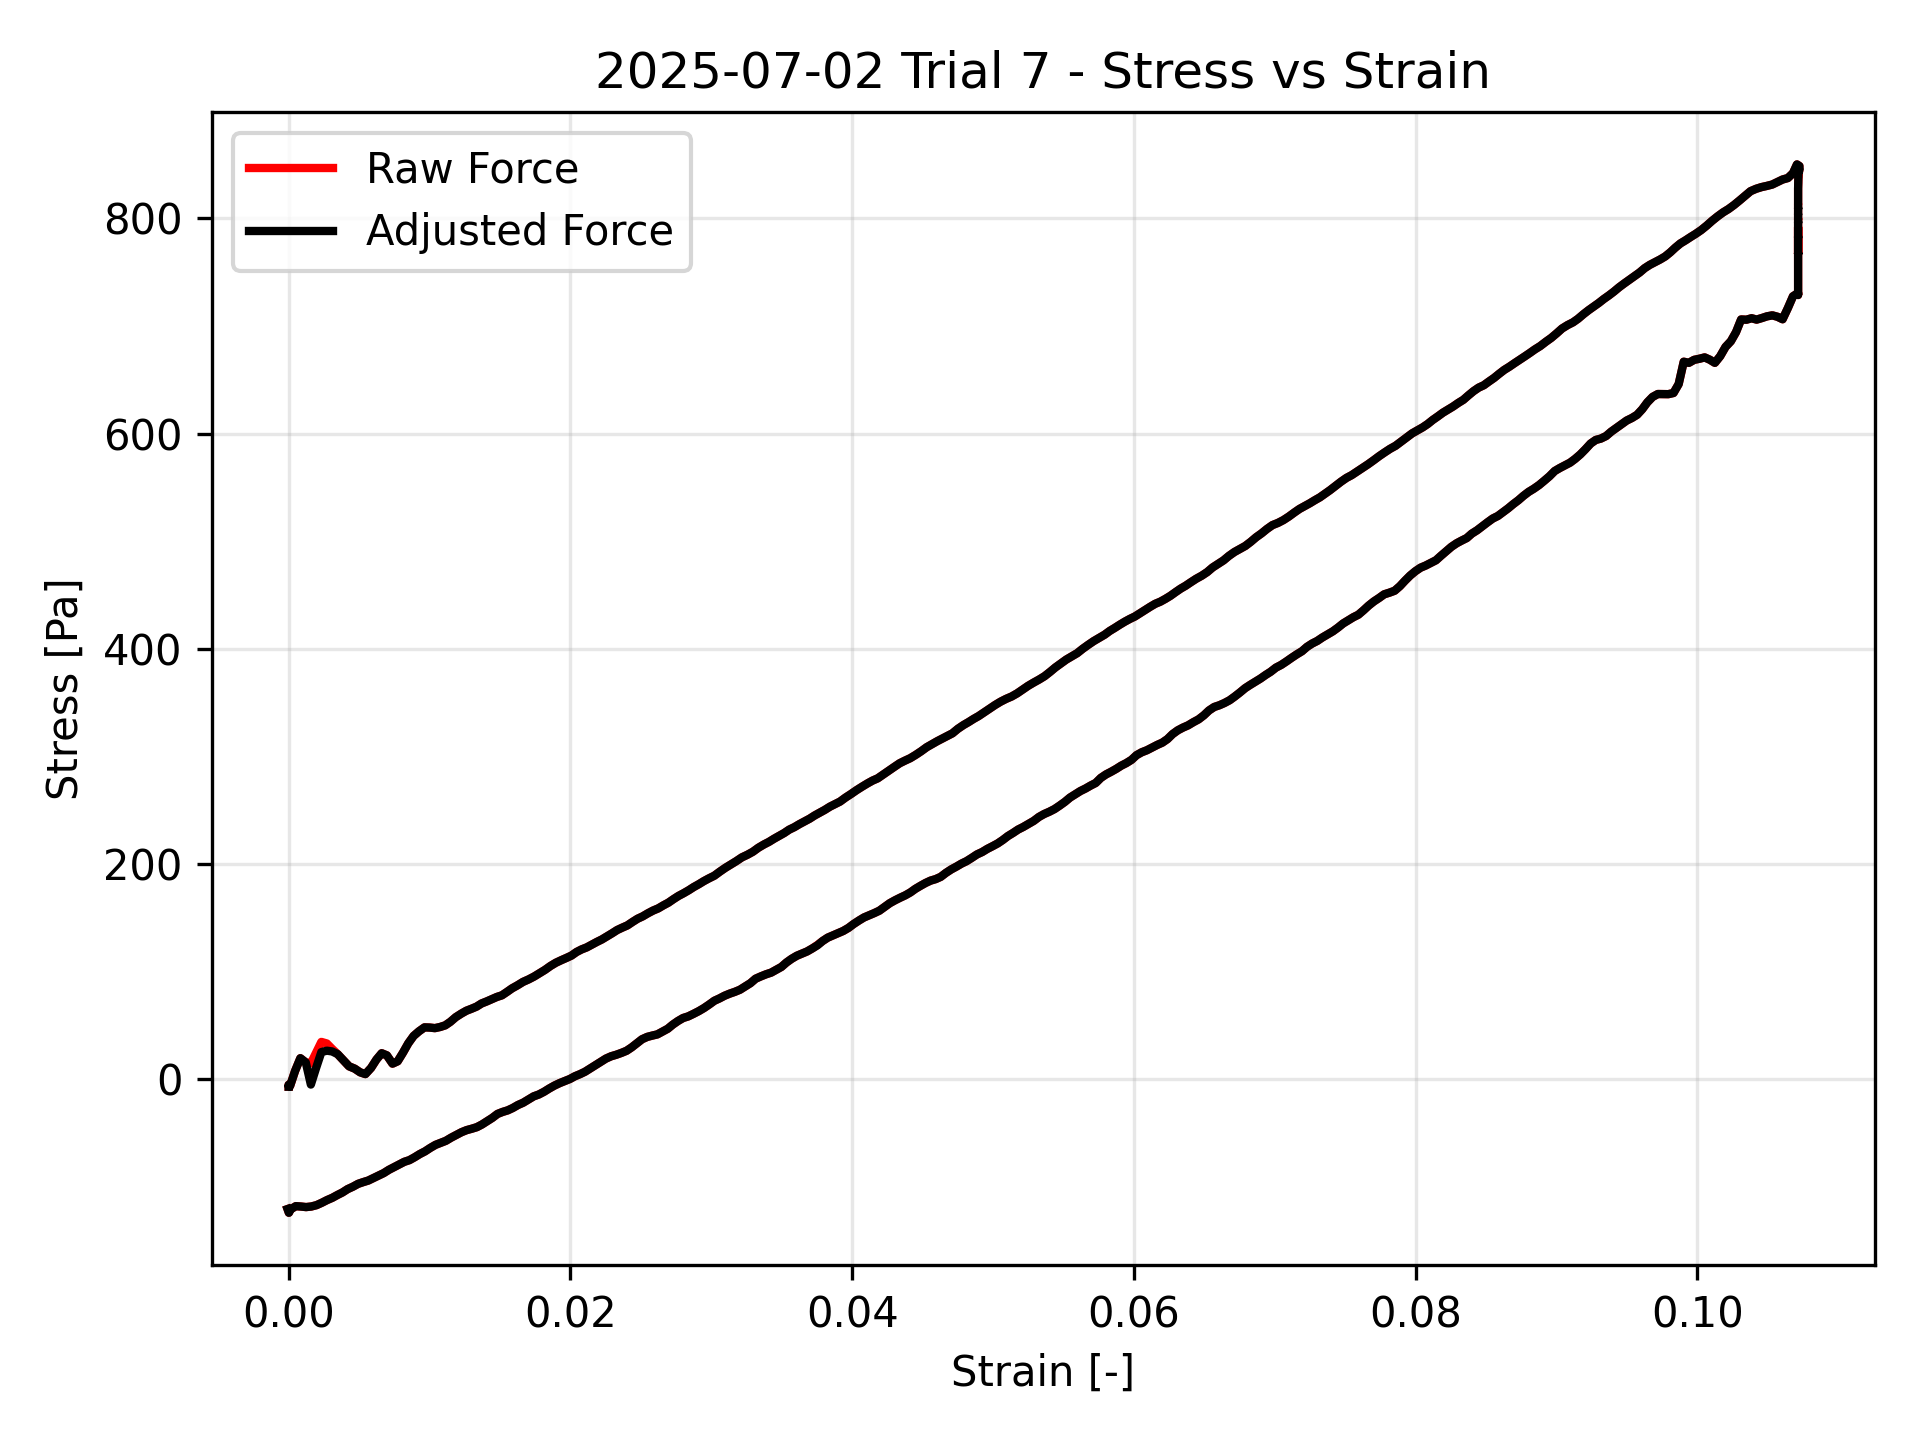 2025-07-02 Trial 7 - Stress vs Strain
Raw Force
Adjusted Force
Stress [Pa]
800
600
400
200
0
0.00 0.02 0.04 0.06 0.08 0.10
Strain [-]